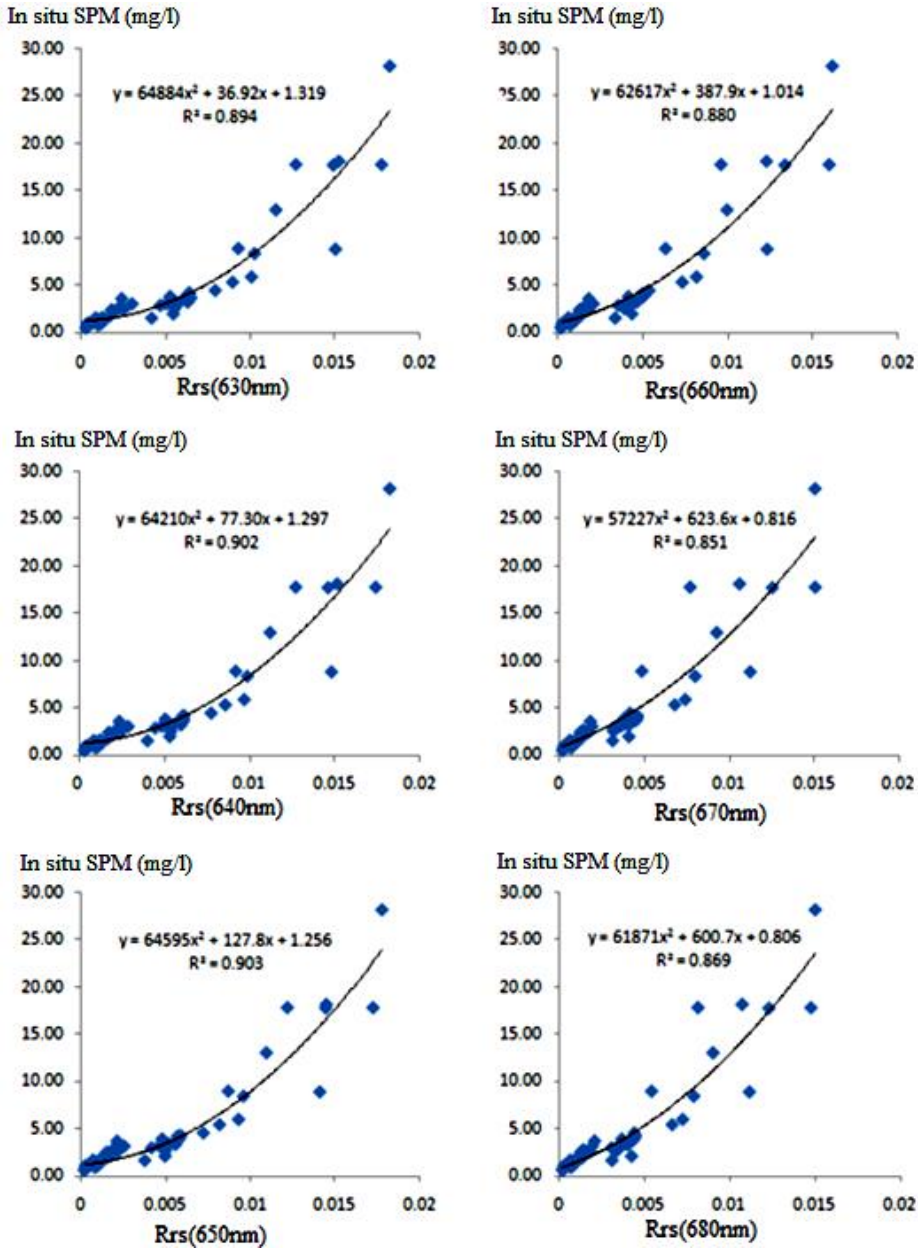 In situ SPM (mg/l)
30.00
25.00
20.00
15.00
10.00
5.00
0.00
y = 64884x² + 36.92x + 1.319
R² = 0.894
0 0.005 0.01 0.015 0.02
Rrs(630nm)
In situ SPM (mg/l)
30.00
25.00
20.00
15.00
10.00
5.00
0.00
y = 62617x² + 387.9x + 1.014
R² = 0.880
0 0.005 0.01 0.015 0.02
Rrs(660nm)
In situ SPM (mg/l)
30.00
25.00
20.00
15.00
10.00
5.00
0.00
y = 64210x² + 77.30x + 1.297
R² = 0.902
0 0.005 0.01 0.015 0.02
Rrs(640nm)
In situ SPM (mg/l)
30.00
25.00
20.00
15.00
10.00
5.00
0.00
y = 57227x² + 623.6x + 0.816
R² = 0.851
0 0.005 0.01 0.015 0.02
Rrs(670nm)
In situ SPM (mg/l)
30.00
25.00
20.00
15.00
10.00
5.00
0.00
y = 64595x² + 127.8x + 1.256
R² = 0.903
0 0.005 0.01 0.015 0.02
Rrs(650nm)
In situ SPM (mg/l)
30.00
25.00
20.00
15.00
10.00
5.00
0.00
y = 61871x² + 600.7x + 0.806
R² = 0.869
0 0.005 0.01 0.015 0.02
Rrs(680nm)